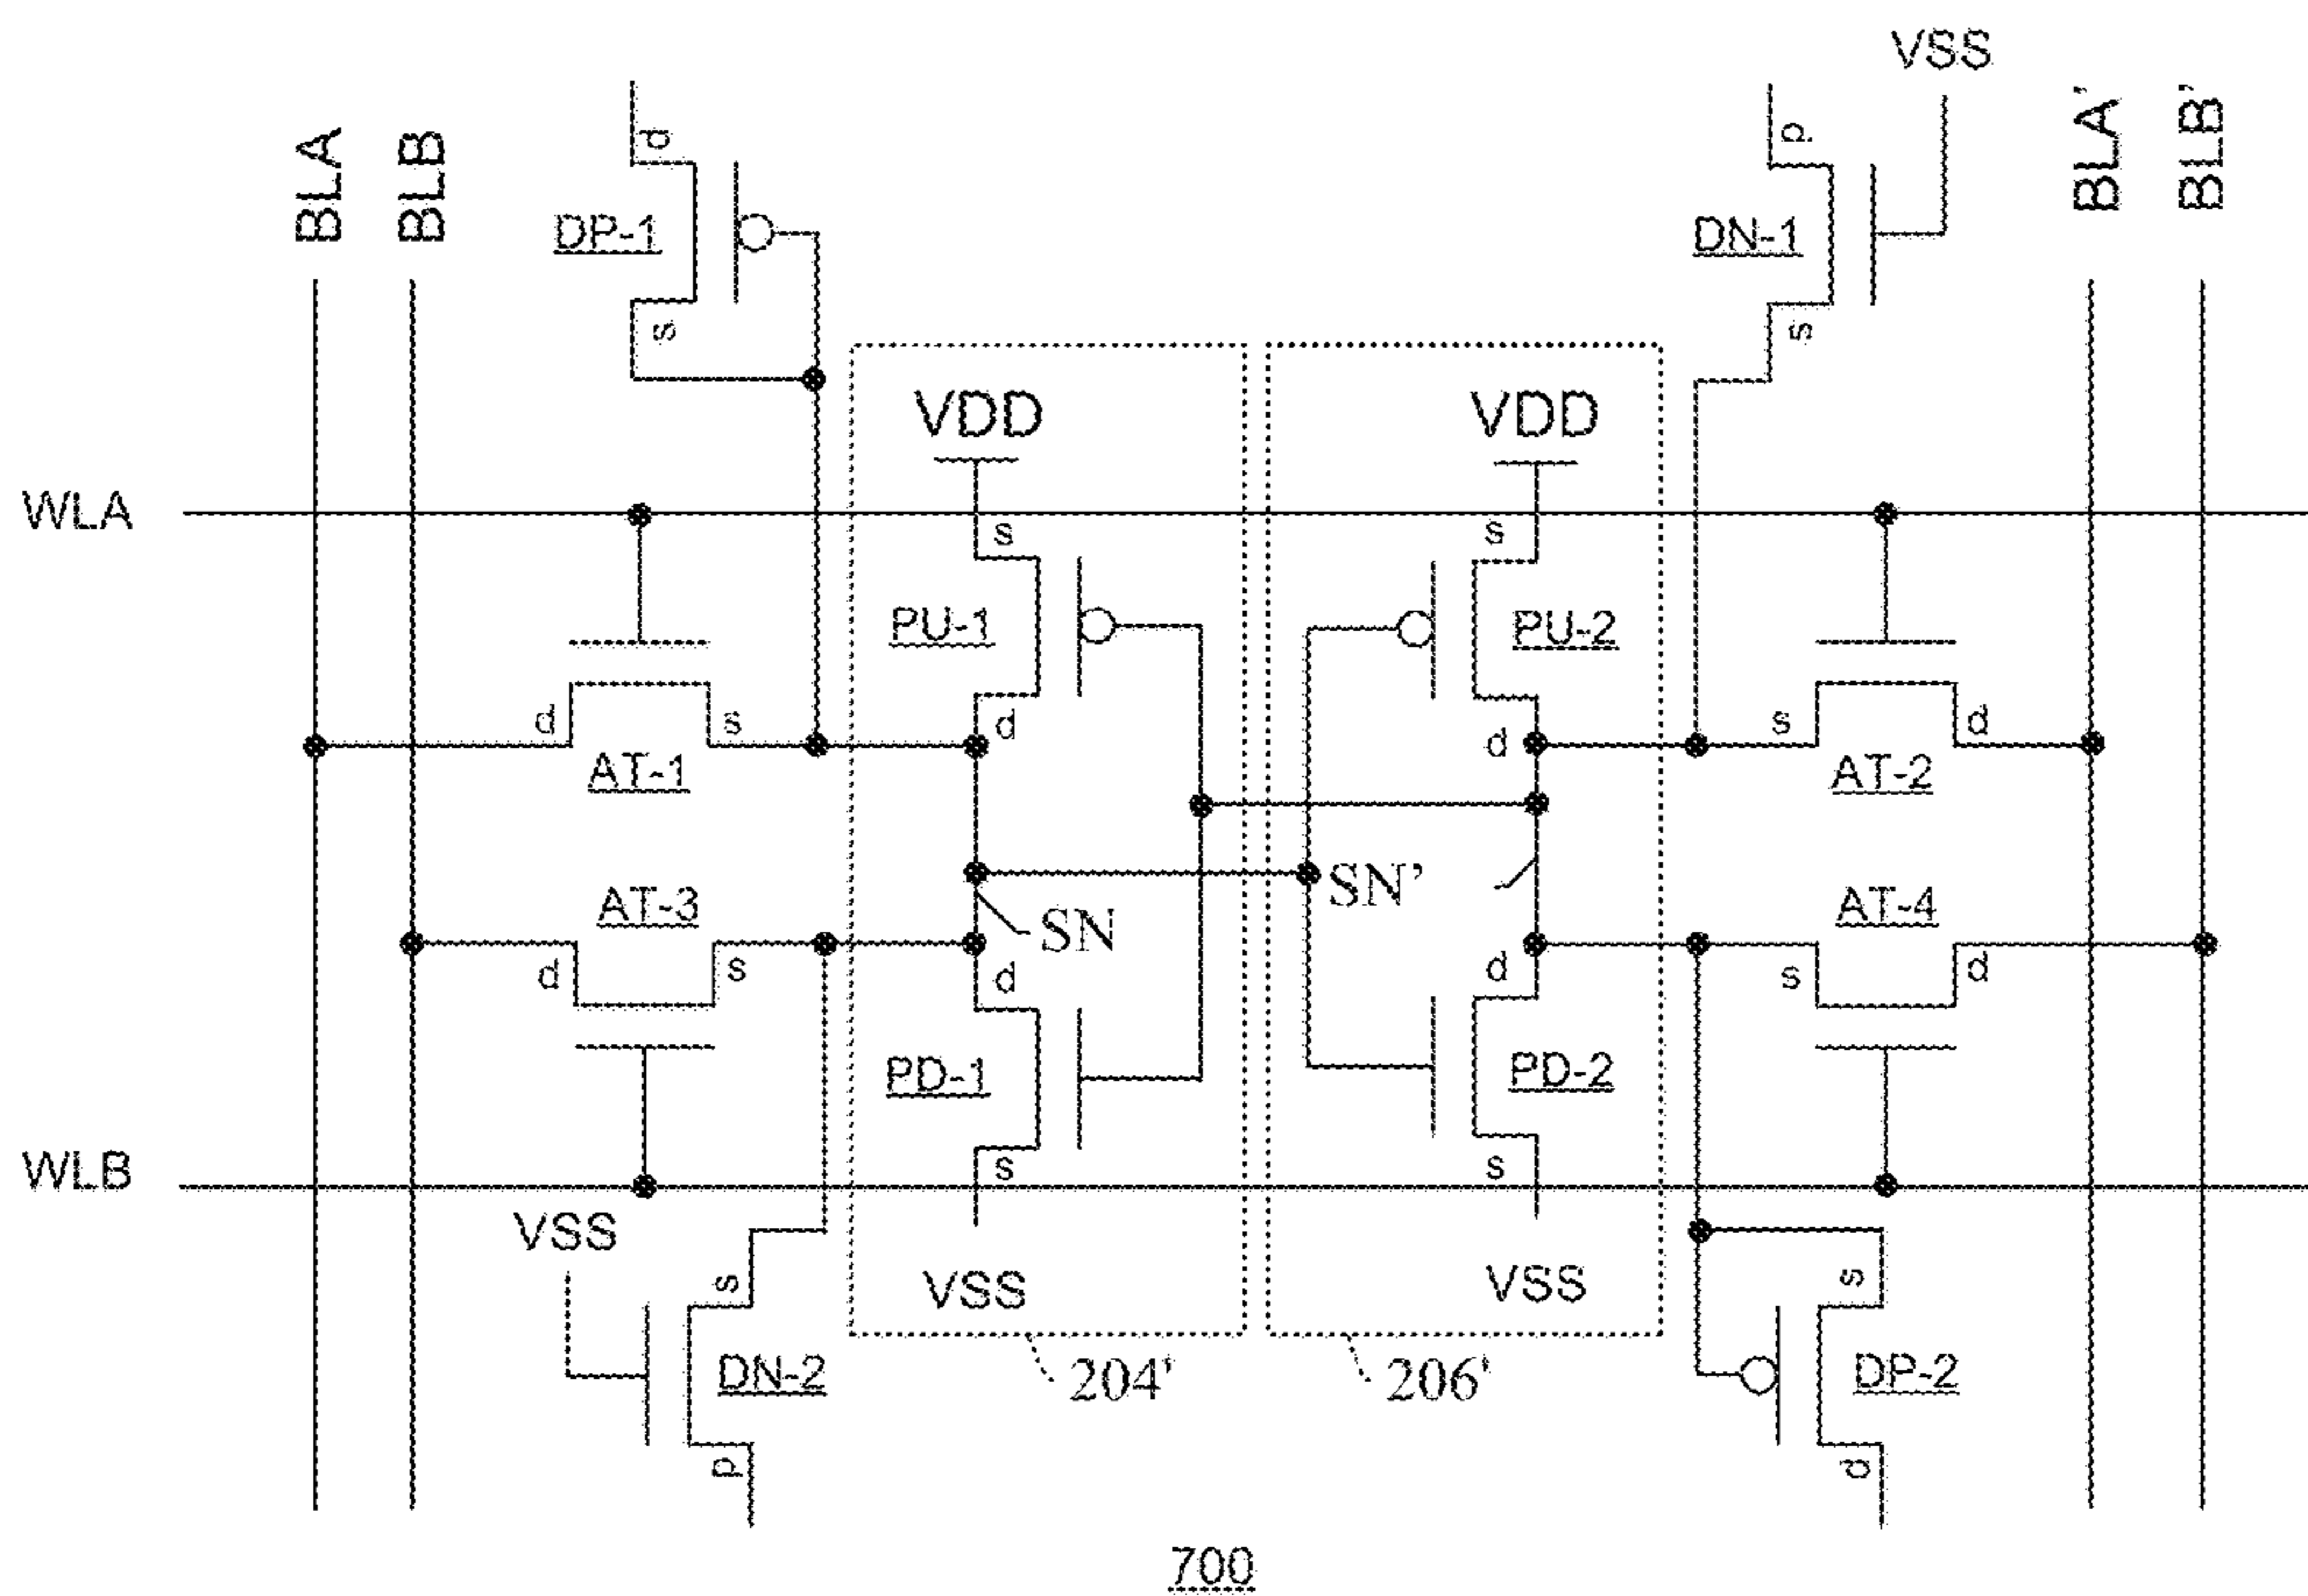 VSS
BLA
BLB
BLA'
BLB'
d
p
DP-1
DN-1
s
s
VDD
VDD
WLA
s
s
PU-1
PU-2
d
s
d
d
s
d
AT-1
AT-2
SN'
AT-3
SN
AT-4
d
s
d
d
s
d
PD-1
PD-2
WLB
s
s
VSS
VSS
VSS
s
s
DN-2
204'
206'
DP-2
p
d
700